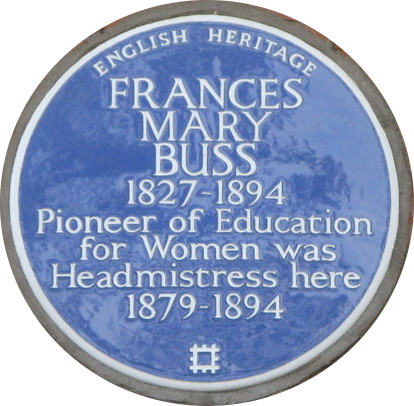 ENGLISH HERITAGE
FRANCES
MARY
BUSS
1827-1894
Pioneer of Education
for Women was
Headmistress here
1879-1894